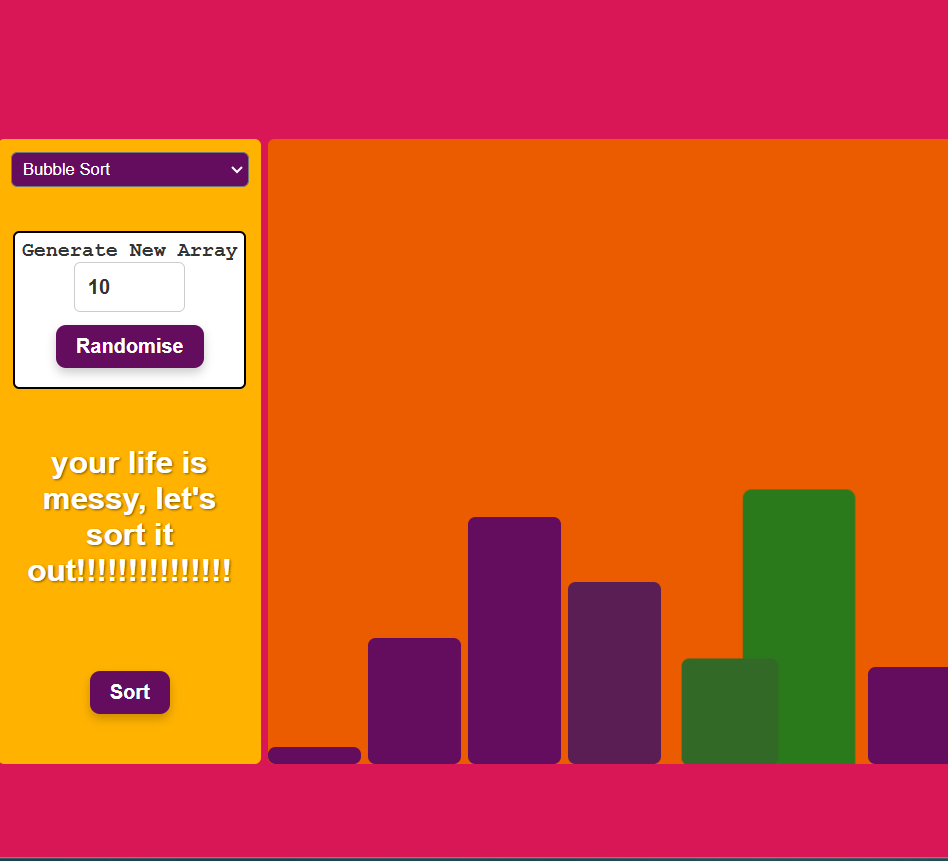 Bubble Sort
Generate New Array
10
Randomise
your life is
messy, let's
sort it
out!!!!!!!!!!!!!!!
Sort